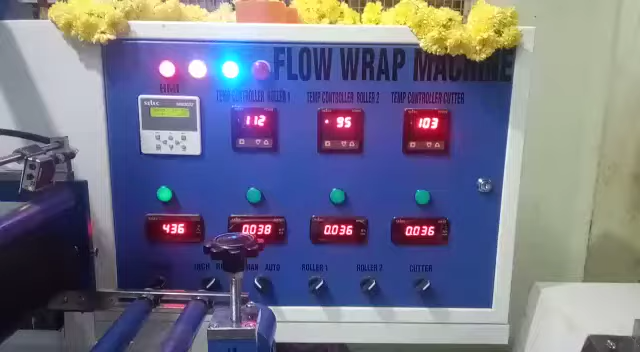 FLOW WRAP MACHINE
TEMP CONTROLLER ROLLER 1
TEMP CONTROLLER ROLLER 2
TEMP CONTROLLER CUTTER
selec
112
95
103
436
0.038
0.036
0.036
MAN AUTO
ROLLER 1
ROLLER 2
CUTTER